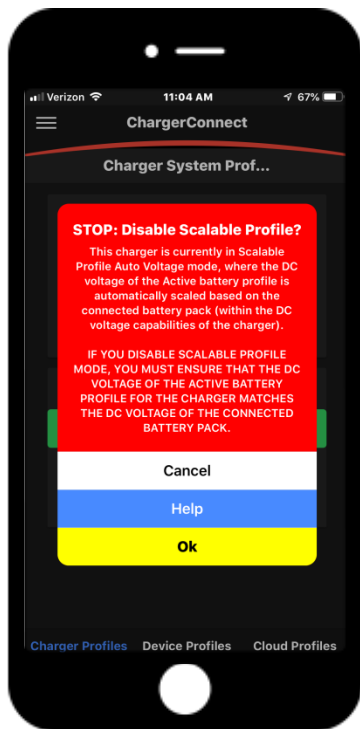 Verizon 11:04 AM 67%
ChargerConnect
Charger System Prof...
STOP: Disable Scalable Profile?
This charger is currently in Scalable
Profile Auto Voltage mode, where the DC
voltage of the Active battery profile is
automatically scaled based on the
connected battery pack (within the DC
voltage capabilities of the charger).
IF YOU DISABLE SCALABLE PROFILE
MODE, YOU MUST ENSURE THAT THE DC
VOLTAGE OF THE ACTIVE BATTERY
PROFILE FOR THE CHARGER MATCHES
THE DC VOLTAGE OF THE CONNECTED
BATTERY PACK.
Cancel
Help
Ok
Charger Profiles Device Profiles Cloud Profiles